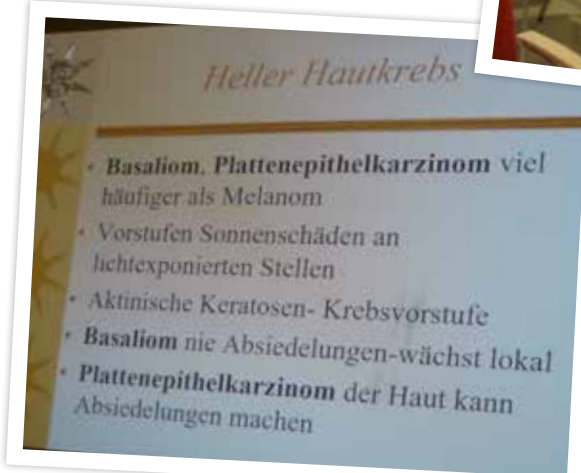 Heller Hautkrebs
• Basaliom, Plattenepithelkarzinom viel
häufiger als Melanom
• Vorstufen Sonnenschäden an
lichtexponierten Stellen
• Aktinische Keratosen- Krebsvorstufe
• Basaliom nie Absiedelungen-wächst lokal
• Plattenepithelkarzinom der Haut kann
Absiedelungen machen